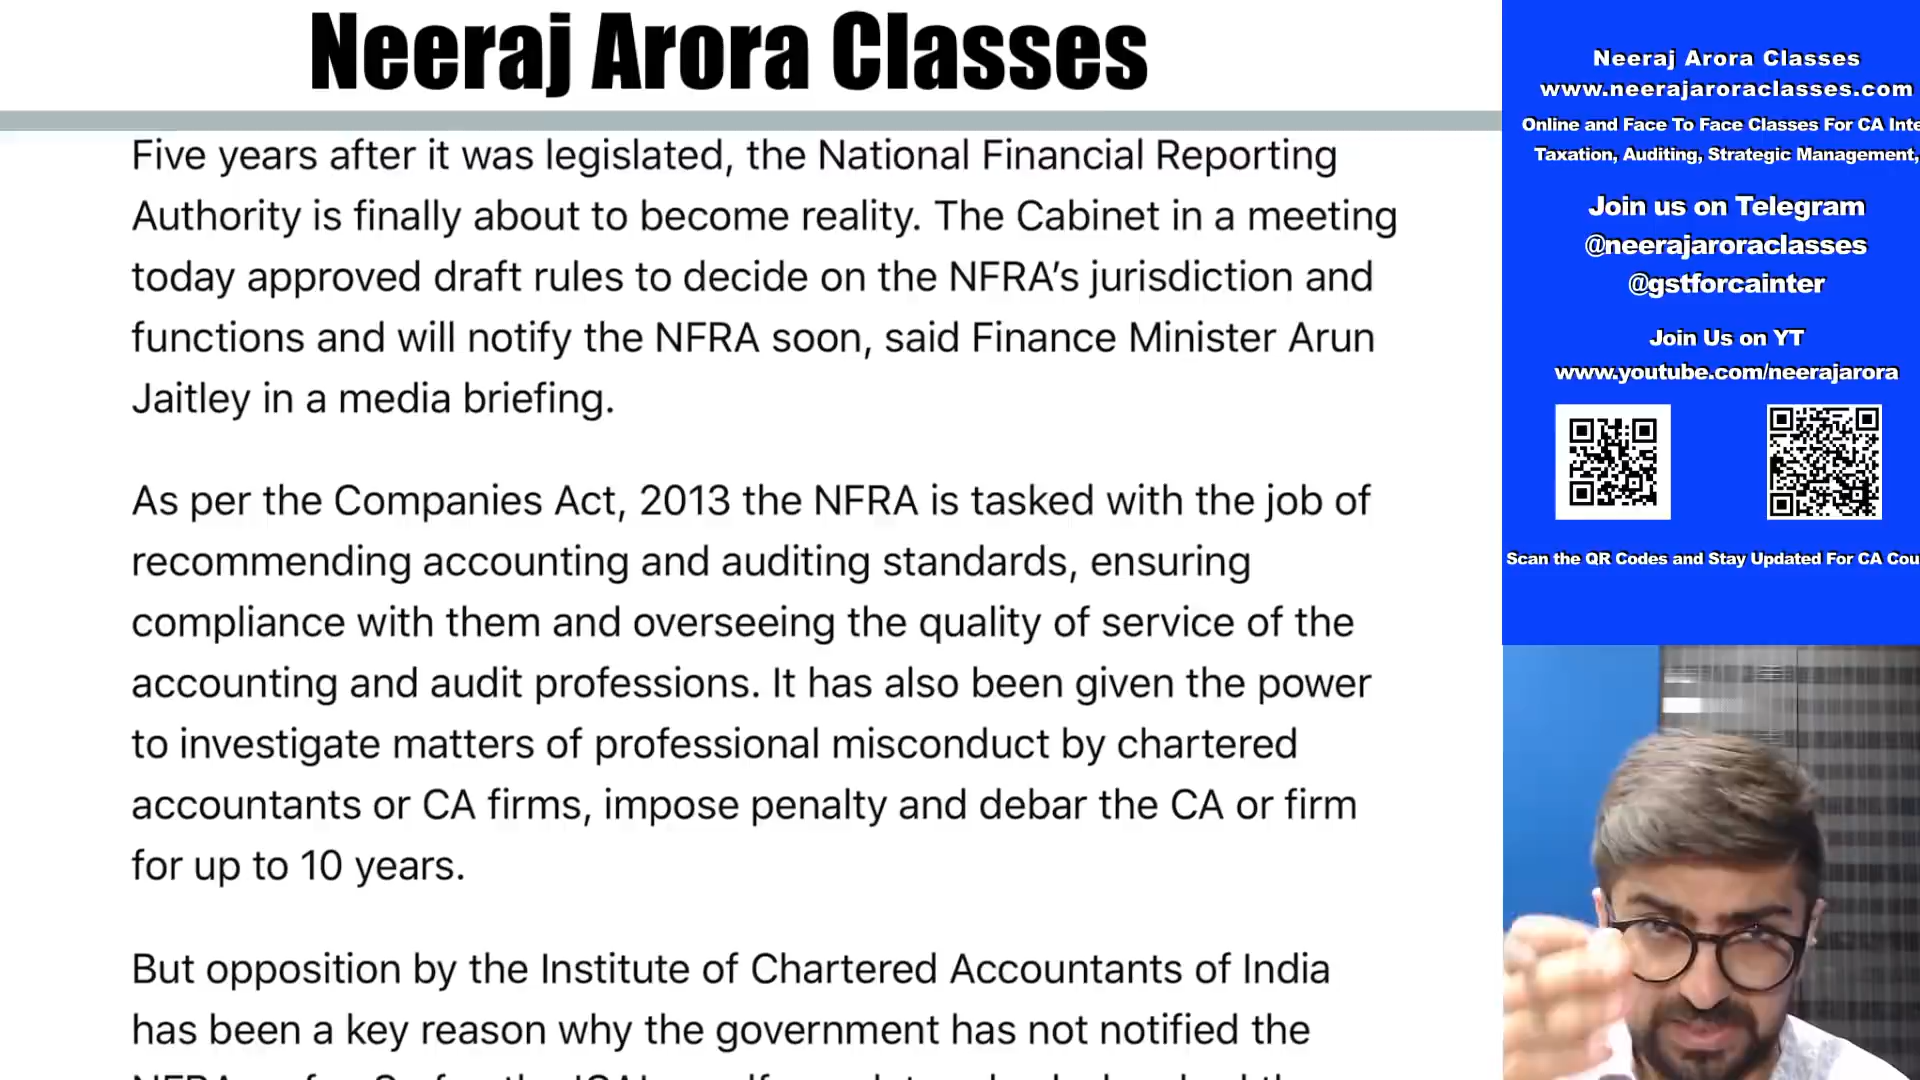 Neeraj Arora Classes
Five years after it was legislated, the National Financial Reporting
Authority is finally about to become reality. The Cabinet in a meeting
today approved draft rules to decide on the NFRA’s jurisdiction and
functions and will notify the NFRA soon, said Finance Minister Arun
Jaitley in a media briefing.
As per the Companies Act, 2013 the NFRA is tasked with the job of
recommending accounting and auditing standards, ensuring
compliance with them and overseeing the quality of service of the
accounting and audit professions. It has also been given the power
to investigate matters of professional misconduct by chartered
accountants or CA firms, impose penalty and debar the CA or firm
for up to 10 years.
But opposition by the Institute of Chartered Accountants of India
has been a key reason why the government has not notified the
Neeraj Arora Classes
www.neerajaroraclasses.com
Online and Face To Face Classes For CA Inte
Taxation, Auditing, Strategic Management,
Join us on Telegram
@neerajaroraclasses
@gstforcainter
Join Us on YT
www.youtube.com/neerajarora
Scan the QR Codes and Stay Updated For CA Cou